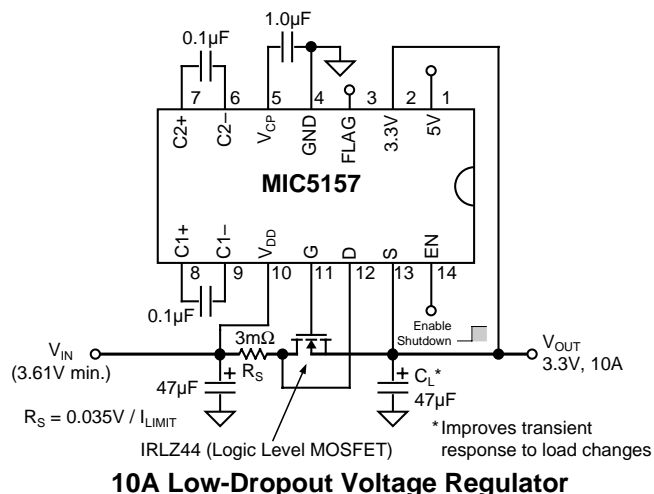 1.0µF
0.1µF
7 6 5 4 3 2 1
C2+ C2– VCP GND FLAG 3.3V 5V
MIC5157
C1+ C1– VDD G D S EN
8 9 10 11 12 13 14
0.1µF
Enable
Shutdown
VIN
(3.61V min.)
3mΩ
RS
VOUT
3.3V, 10A
+
47µF
+ CL*
47µF
RS = 0.035V / ILIMIT
* Improves transient
response to load changes
IRLZ44 (Logic Level MOSFET)
10A Low-Dropout Voltage Regulator